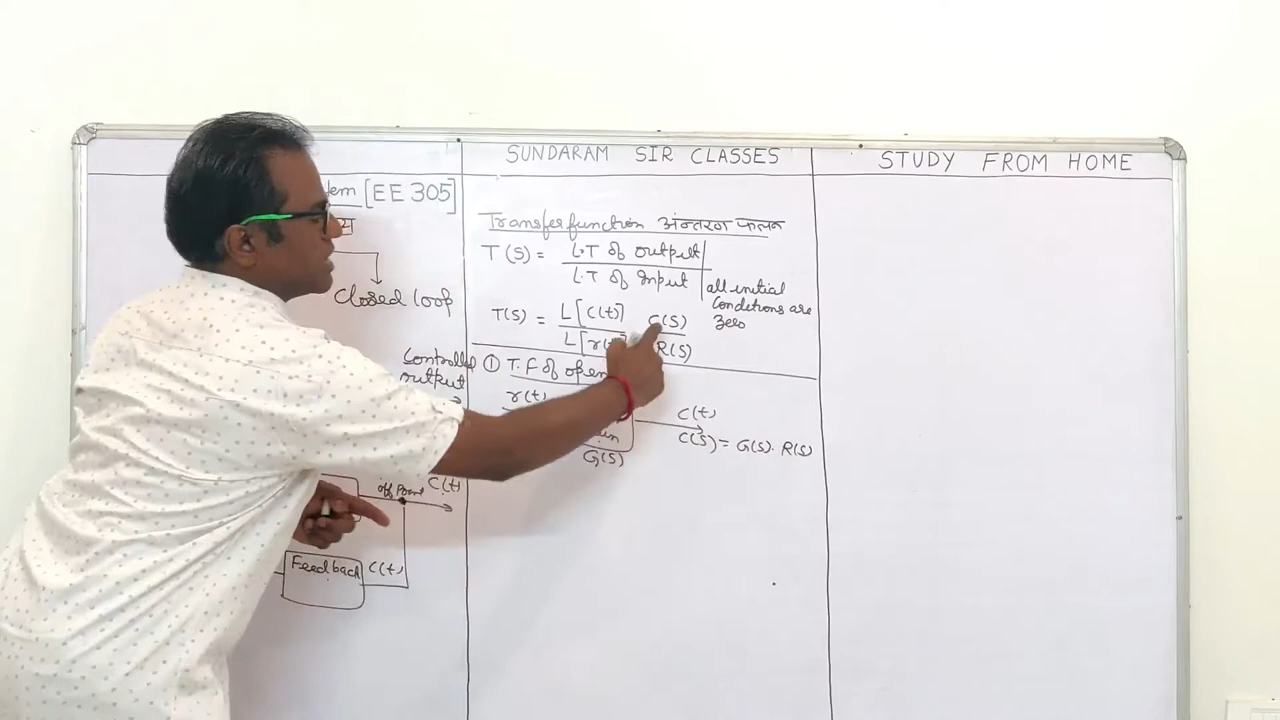 SUNDARAM SIR CLASSES
STUDY FROM HOME
[EE 305]
Closed loop
Controlled
output
off Point
C(t)
Feedback
C(t)
Transfer function अंन्तरण फलन
T(S) = L.T of output
L.T of Input
all initial
Conditions are
Zero
T(S) = L[C(t)] C(S)
L[r(t)] R(S)
① T.F of open
r(t)
C(t)
G(S)
C(S) = G(S). R(S)